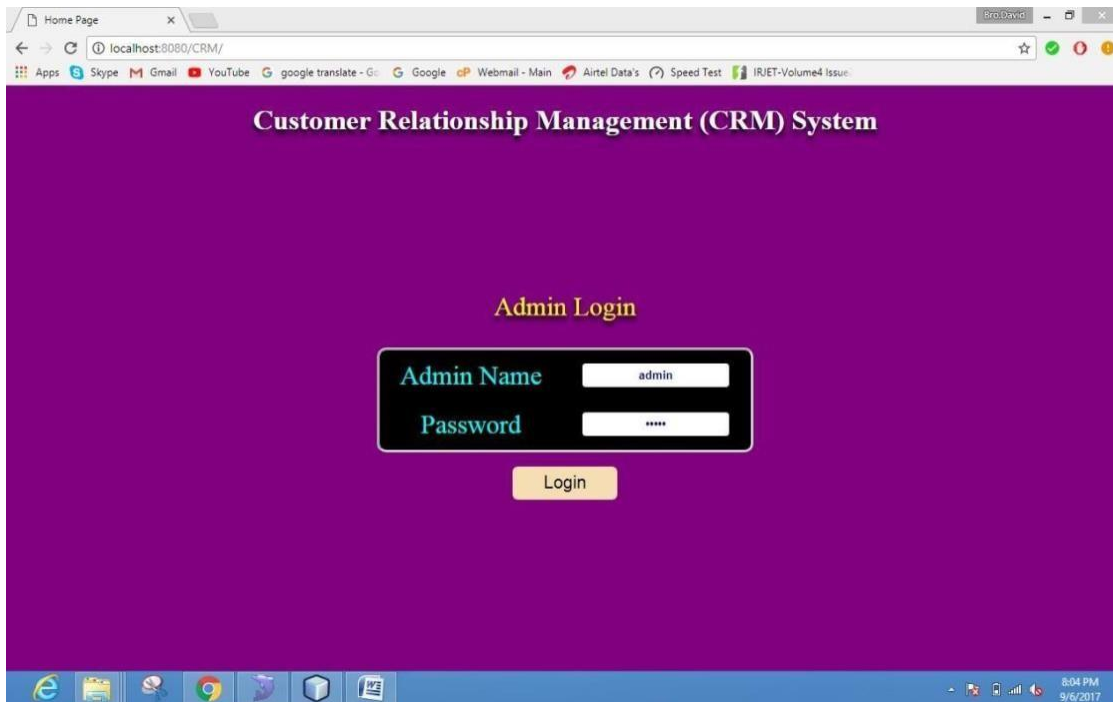 Home Page
Bro.David
localhost:8080/CRM/
Apps Skype Gmail YouTube google translate - Go Google Webmail - Main Airtel Data's Speed Test IRJET-Volume4 Issue
Customer Relationship Management (CRM) System
Admin Login
Admin Name admin
Password •••••
Login
8:04 PM
9/6/2017